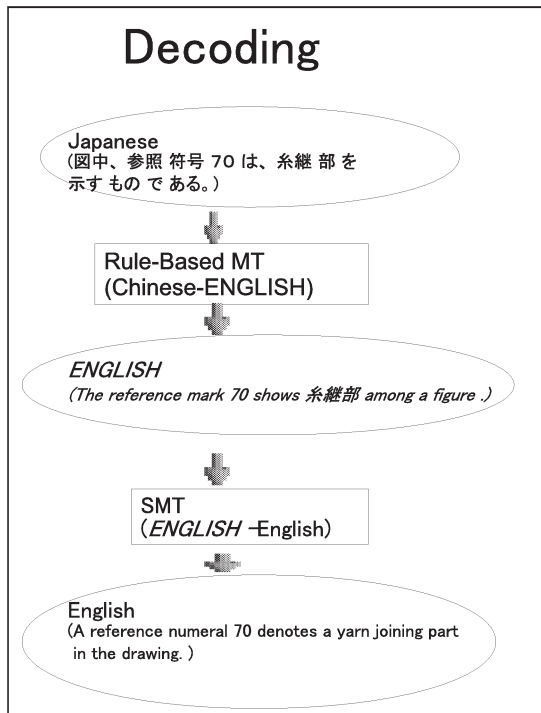 Decoding
Japanese
(図中、参照 符号 70 は、糸継 部 を
示す もの で ある。)
Rule-Based MT
(Chinese-ENGLISH)
ENGLISH
(The reference mark 70 shows 糸継部 among a figure .)
SMT
(ENGLISH -English)
English
(A reference numeral 70 denotes a yarn joining part
in the drawing. )